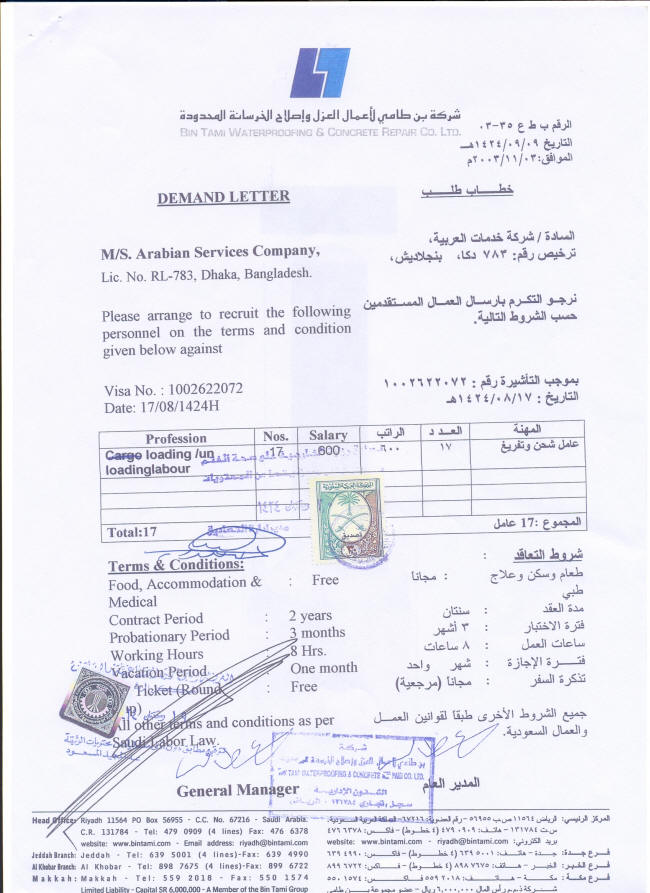 شركة بن طامي لأعمال العزل وإصلاح الخرسانة المحدودة
BIN TAMI WATERPROOFING & CONCRETE REPAIR CO. LTD.
الرقم ب ط ع ٣٥-٠٣
التاريخ ١٤٢٤/٠٩/٠٩هـ
الموافق:٢٠٠٣/١١/٠٣م
DEMAND LETTER
خطاب طلب
M/S. Arabian Services Company,
Lic. No. RL-783, Dhaka, Bangladesh.
السادة / شركة خدمات العربية،
ترخيص رقم: ٧٨٣ دكا، بنجلاديش،
Please arrange to recruit the following
personnel on the terms and condition
given below against
نرجو التكرم بارسال العمال المستقدمين
حسب الشروط التالية.
Visa No. : 1002622072
Date: 17/08/1424H
بموجب التأشيرة رقم : ١٠٠٢٦٢٢٠٧٢
التاريخ : ١٤٢٤/٠٨/١٧هـ
Profession Nos. Salary الراتب العدد المهنة
Cargo loading /un 17 600 ٦٠٠ ١٧ عامل شحن وتفريغ
loadinglabour
Total:17 المجموع :17 عامل
Terms & Conditions:
Food, Accommodation & : Free
Medical
Contract Period : 2 years
Probationary Period : 3 months
Working Hours : 8 Hrs.
Vacation Period : One month
Ticket (Round : Free
All other terms and conditions as per
Saudi Labor Law.
شروط التعاقد :
طعام وسكن وعلاج : مجاناً
طبي
مدة العقد : سنتان
فترة الاختبار : ٣ أشهر
ساعات العمل : ٨ ساعات
فترة الإجازة : شهر واحد
تذكرة السفر : مجاناً (مرجعية)
جميع الشروط الأخرى طبقا لقوانين العمل
والعمال السعودية.
General Manager
المدير العام
شركة
BIN TAMI WATERPROOFING & CONCRETE REPAIR CO. LTD.
الشئون الإدارية
Head Office: Riyadh 11564 PO Box 56955 - C.C. No. 67216 - Saudi Arabia.
C.R. 131784 - Tel: 479 0909 (4 lines)-Fax: 476 6378
website: www.bintami.com - Email address: riyadh@bintami.com
Jeddah Branch: Jeddah - Tel: 639 5001 (4 lines)-Fax: 639 4990
Al Khobar Branch: Al Khobar - Tel: 898 7675 (4 lines)-Fax: 899 6722
Makkah: Makkah - Tel: 559 2018 - Fax: 550 1574
Limited Liability - Capital SR 6,000,000 - A Member of the Bin Tami Group
المركز الرئيسي: الرياض ١١٥٦٤ ص.ب ٥٦٩٥٥ - رقم العضوية: ٦٧٢١٦ المملكة العربية السعودية.
س.ت ١٣١٧٨٤ - هاتف: ٤٧٩٠٩٠٩ (٤ خطوط) - فاكس: ٤٧٦٦٣٧٨
website: www.bintami.com - riyadh@bintami.com بريد الكتروني:
فرع جدة: جدة - هاتف: ٦٣٩٥٠٠١ (٤ خطوط) - فاكس: ٦٣٩٤٩٩٠
فرع الخبر: الخبر - هاتف: ٨٩٨٧٦٧٥ (٤ خطوط) - فاكس: ٨٩٩٦٧٢٢
فرع مكة: مكة - هاتف: ٥٥٩٢٠١٨ - فاكس: ٥٥٠١٥٧٤
شركة ذ.م.م رأس المال ٦,٠٠٠,٠٠٠ ريال - عضو مجموعة بن طامي